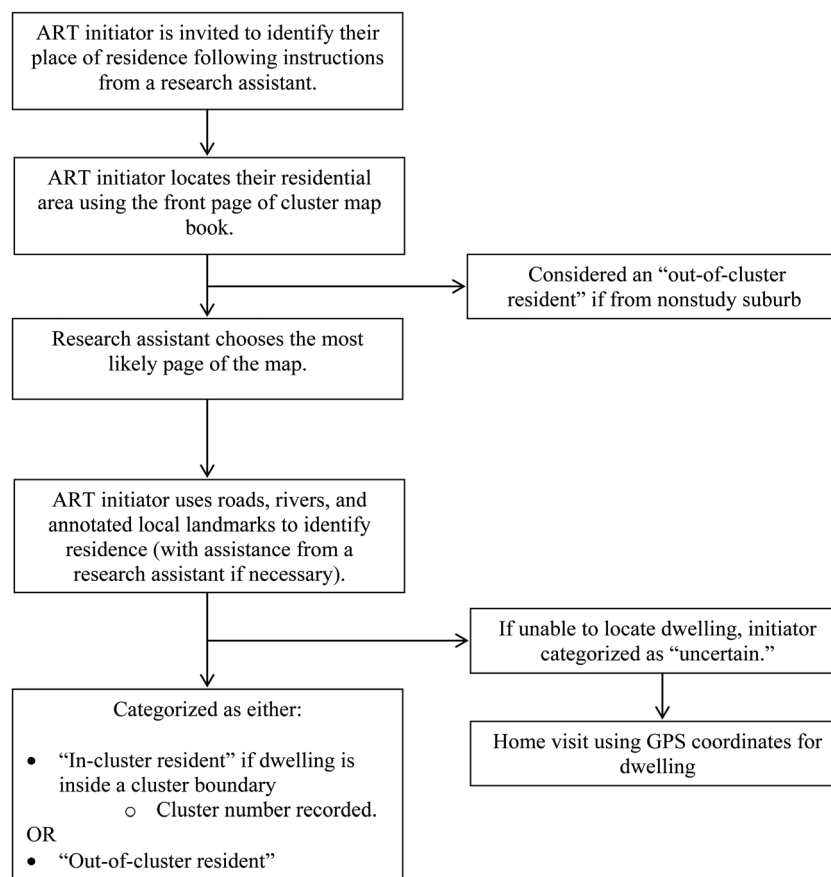 ART initiator is invited to identify their
place of residence following instructions
from a research assistant.
ART initiator locates their residential
area using the front page of cluster map
book.
Considered an “out-of-cluster
resident” if from nonstudy suburb
Research assistant chooses the most
likely page of the map.
ART initiator uses roads, rivers, and
annotated local landmarks to identify
residence (with assistance from a
research assistant if necessary).
If unable to locate dwelling, initiator
categorized as “uncertain.”
Home visit using GPS coordinates for
dwelling
Categorized as either:
• “In-cluster resident” if dwelling is
inside a cluster boundary
o Cluster number recorded.
OR
• “Out-of-cluster resident”